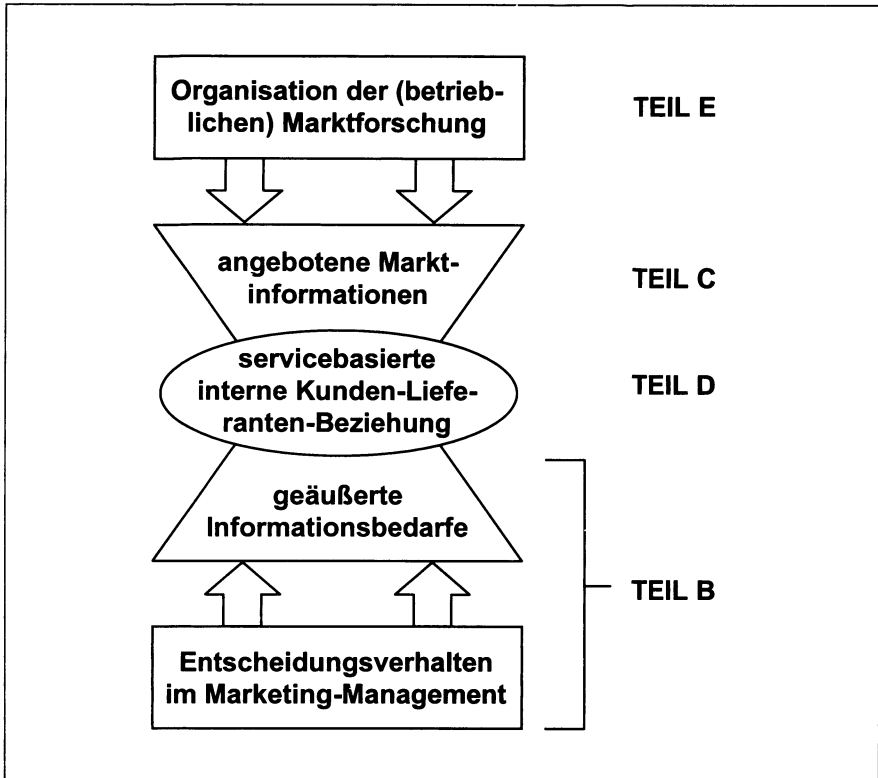 Organisation der (betrieb-
lichen) Marktforschung
TEIL E
angebotene Markt-
informationen
TEIL C
servicebasierte
interne Kunden-Liefe-
ranten-Beziehung
TEIL D
geäußerte
Informationsbedarfe
TEIL B
Entscheidungsverhalten
im Marketing-Management